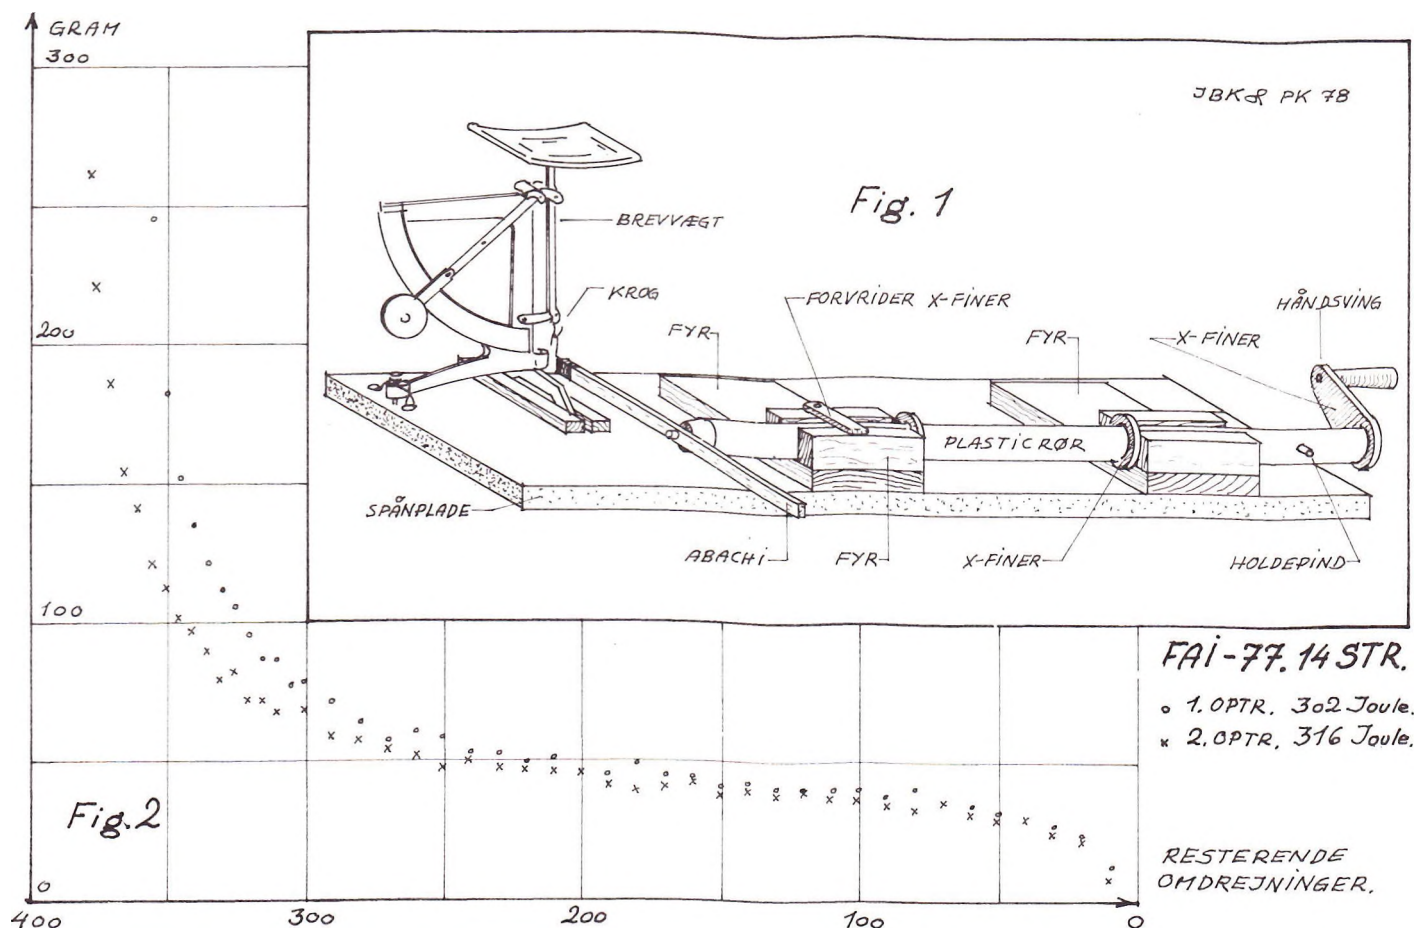 GRAM
300
200
100
0
400
300
200
100
0
JBK & PK 78
Fig. 1
BREVVÆGT
KROG
FORVRIDER X-FINER
HÅNDSVING
FYR
FYR
X-FINER
PLASTICRØR
SPÅNPLADE
ABACHI
FYR
X-FINER
HOLDEPIND
FAI-77. 14 STR.
o 1. OPTR. 302 Joule.
x 2. OPTR. 316 Joule.
Fig. 2
RESTERENDE
OMDREJNINGER.